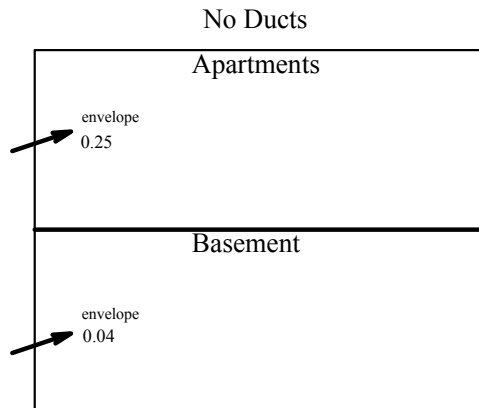 No Ducts
Apartments
envelope
0.25
Basement
envelope
0.04